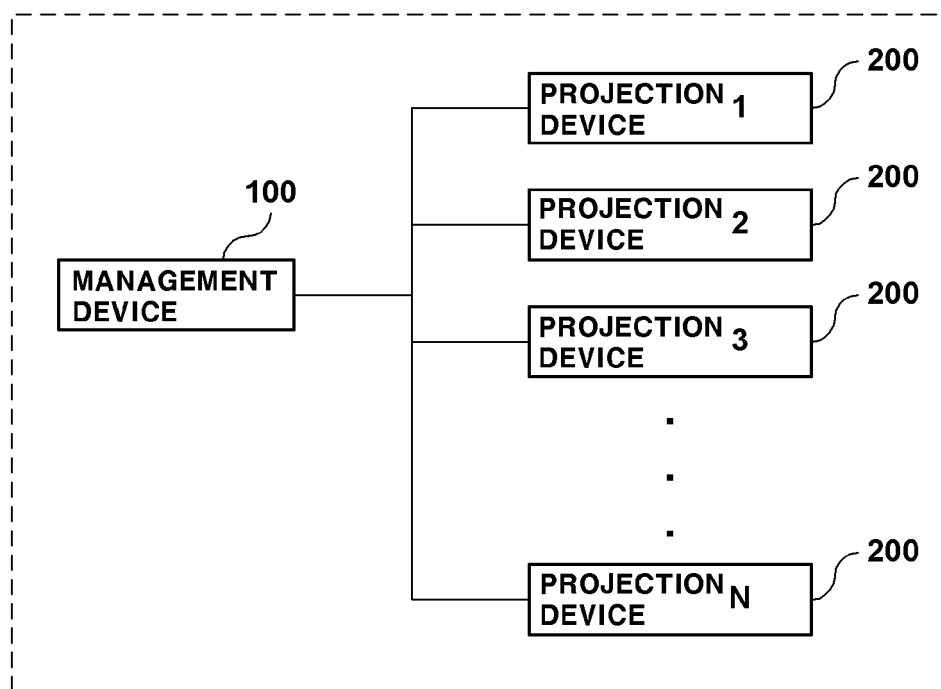 200
PROJECTION 1
DEVICE
200
PROJECTION 2
DEVICE
100
MANAGEMENT
DEVICE
200
PROJECTION 3
DEVICE
200
PROJECTION N
DEVICE